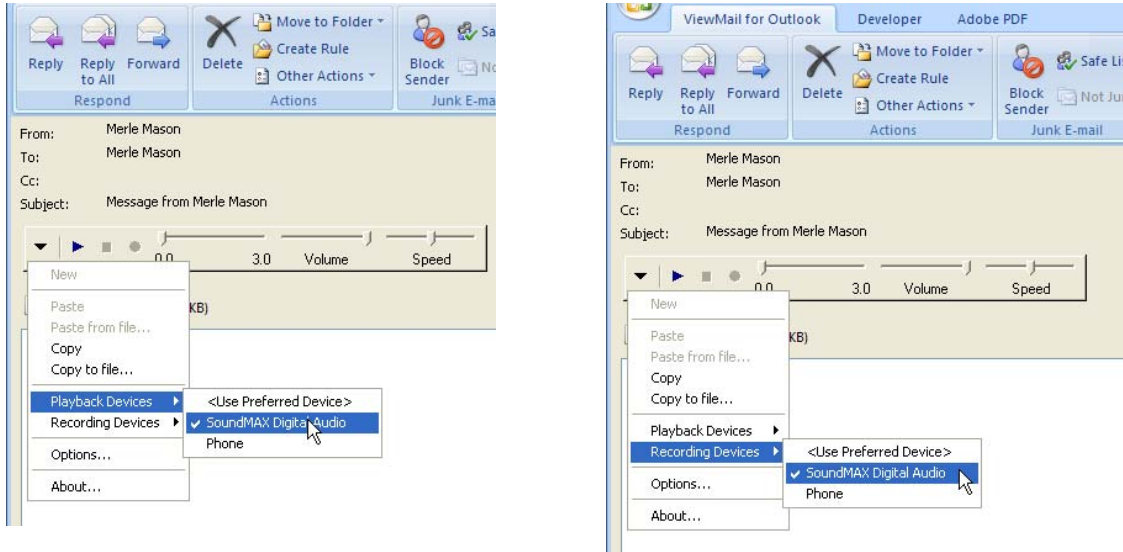 Reply
Reply to All
Forward
Delete
Move to Folder
Create Rule
Other Actions
Block Sender
Sa
Respond
Actions
Junk E-ma
From: Merle Mason
To: Merle Mason
Cc:
Subject: Message from Merle Mason
0.0 3.0 Volume Speed
New
Paste
KB)
Paste from file...
Copy
Copy to file...
Playback Devices
<Use Preferred Device>
Recording Devices
SoundMAX Digital Audio
Phone
Options...
About...
ViewMail for Outlook Developer Adobe PDF
Reply
Reply to All
Forward
Delete
Move to Folder
Create Rule
Other Actions
Block Sender
Safe Li
Not Ju
Respond
Actions
Junk E-mail
From: Merle Mason
To: Merle Mason
Cc:
Subject: Message from Merle Mason
0.0 3.0 Volume Speed
New
Paste
KB)
Paste from file...
Copy
Copy to file...
Playback Devices
Recording Devices
<Use Preferred Device>
SoundMAX Digital Audio
Options...
Phone
About...